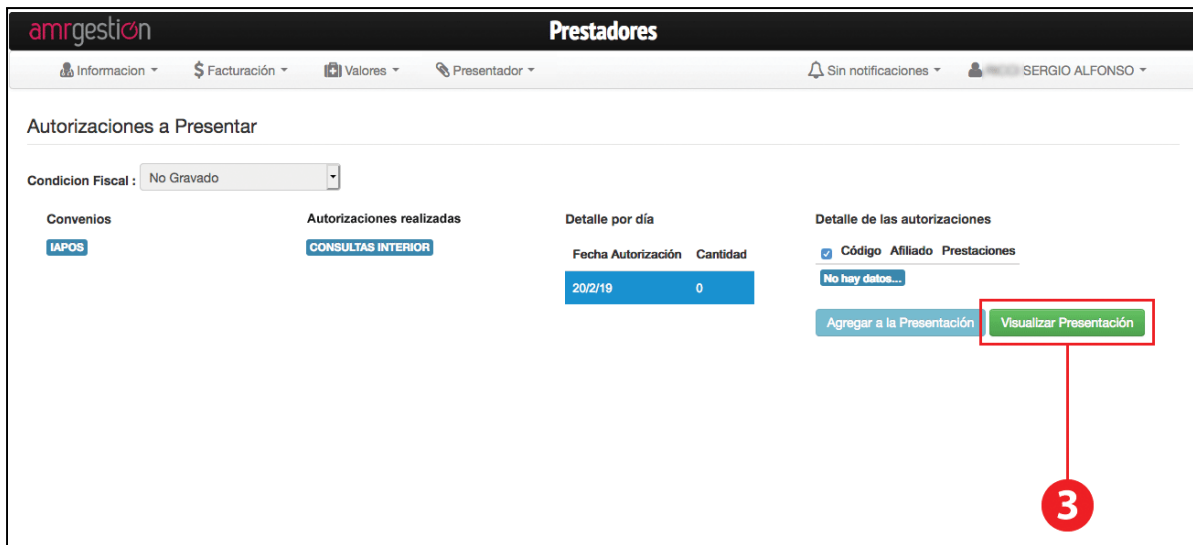 amrgestión
Prestadores
Informacion
Facturación
Valores
Presentador
Sin notificaciones
SERGIO ALFONSO
Autorizaciones a Presentar
Condicion Fiscal : No Gravado
Convenios
IAPOS
Autorizaciones realizadas
CONSULTAS INTERIOR
Detalle por día
Fecha Autorización Cantidad
20/2/19 0
Detalle de las autorizaciones
Código Afiliado Prestaciones
No hay datos...
Agregar a la Presentación
Visualizar Presentación
3